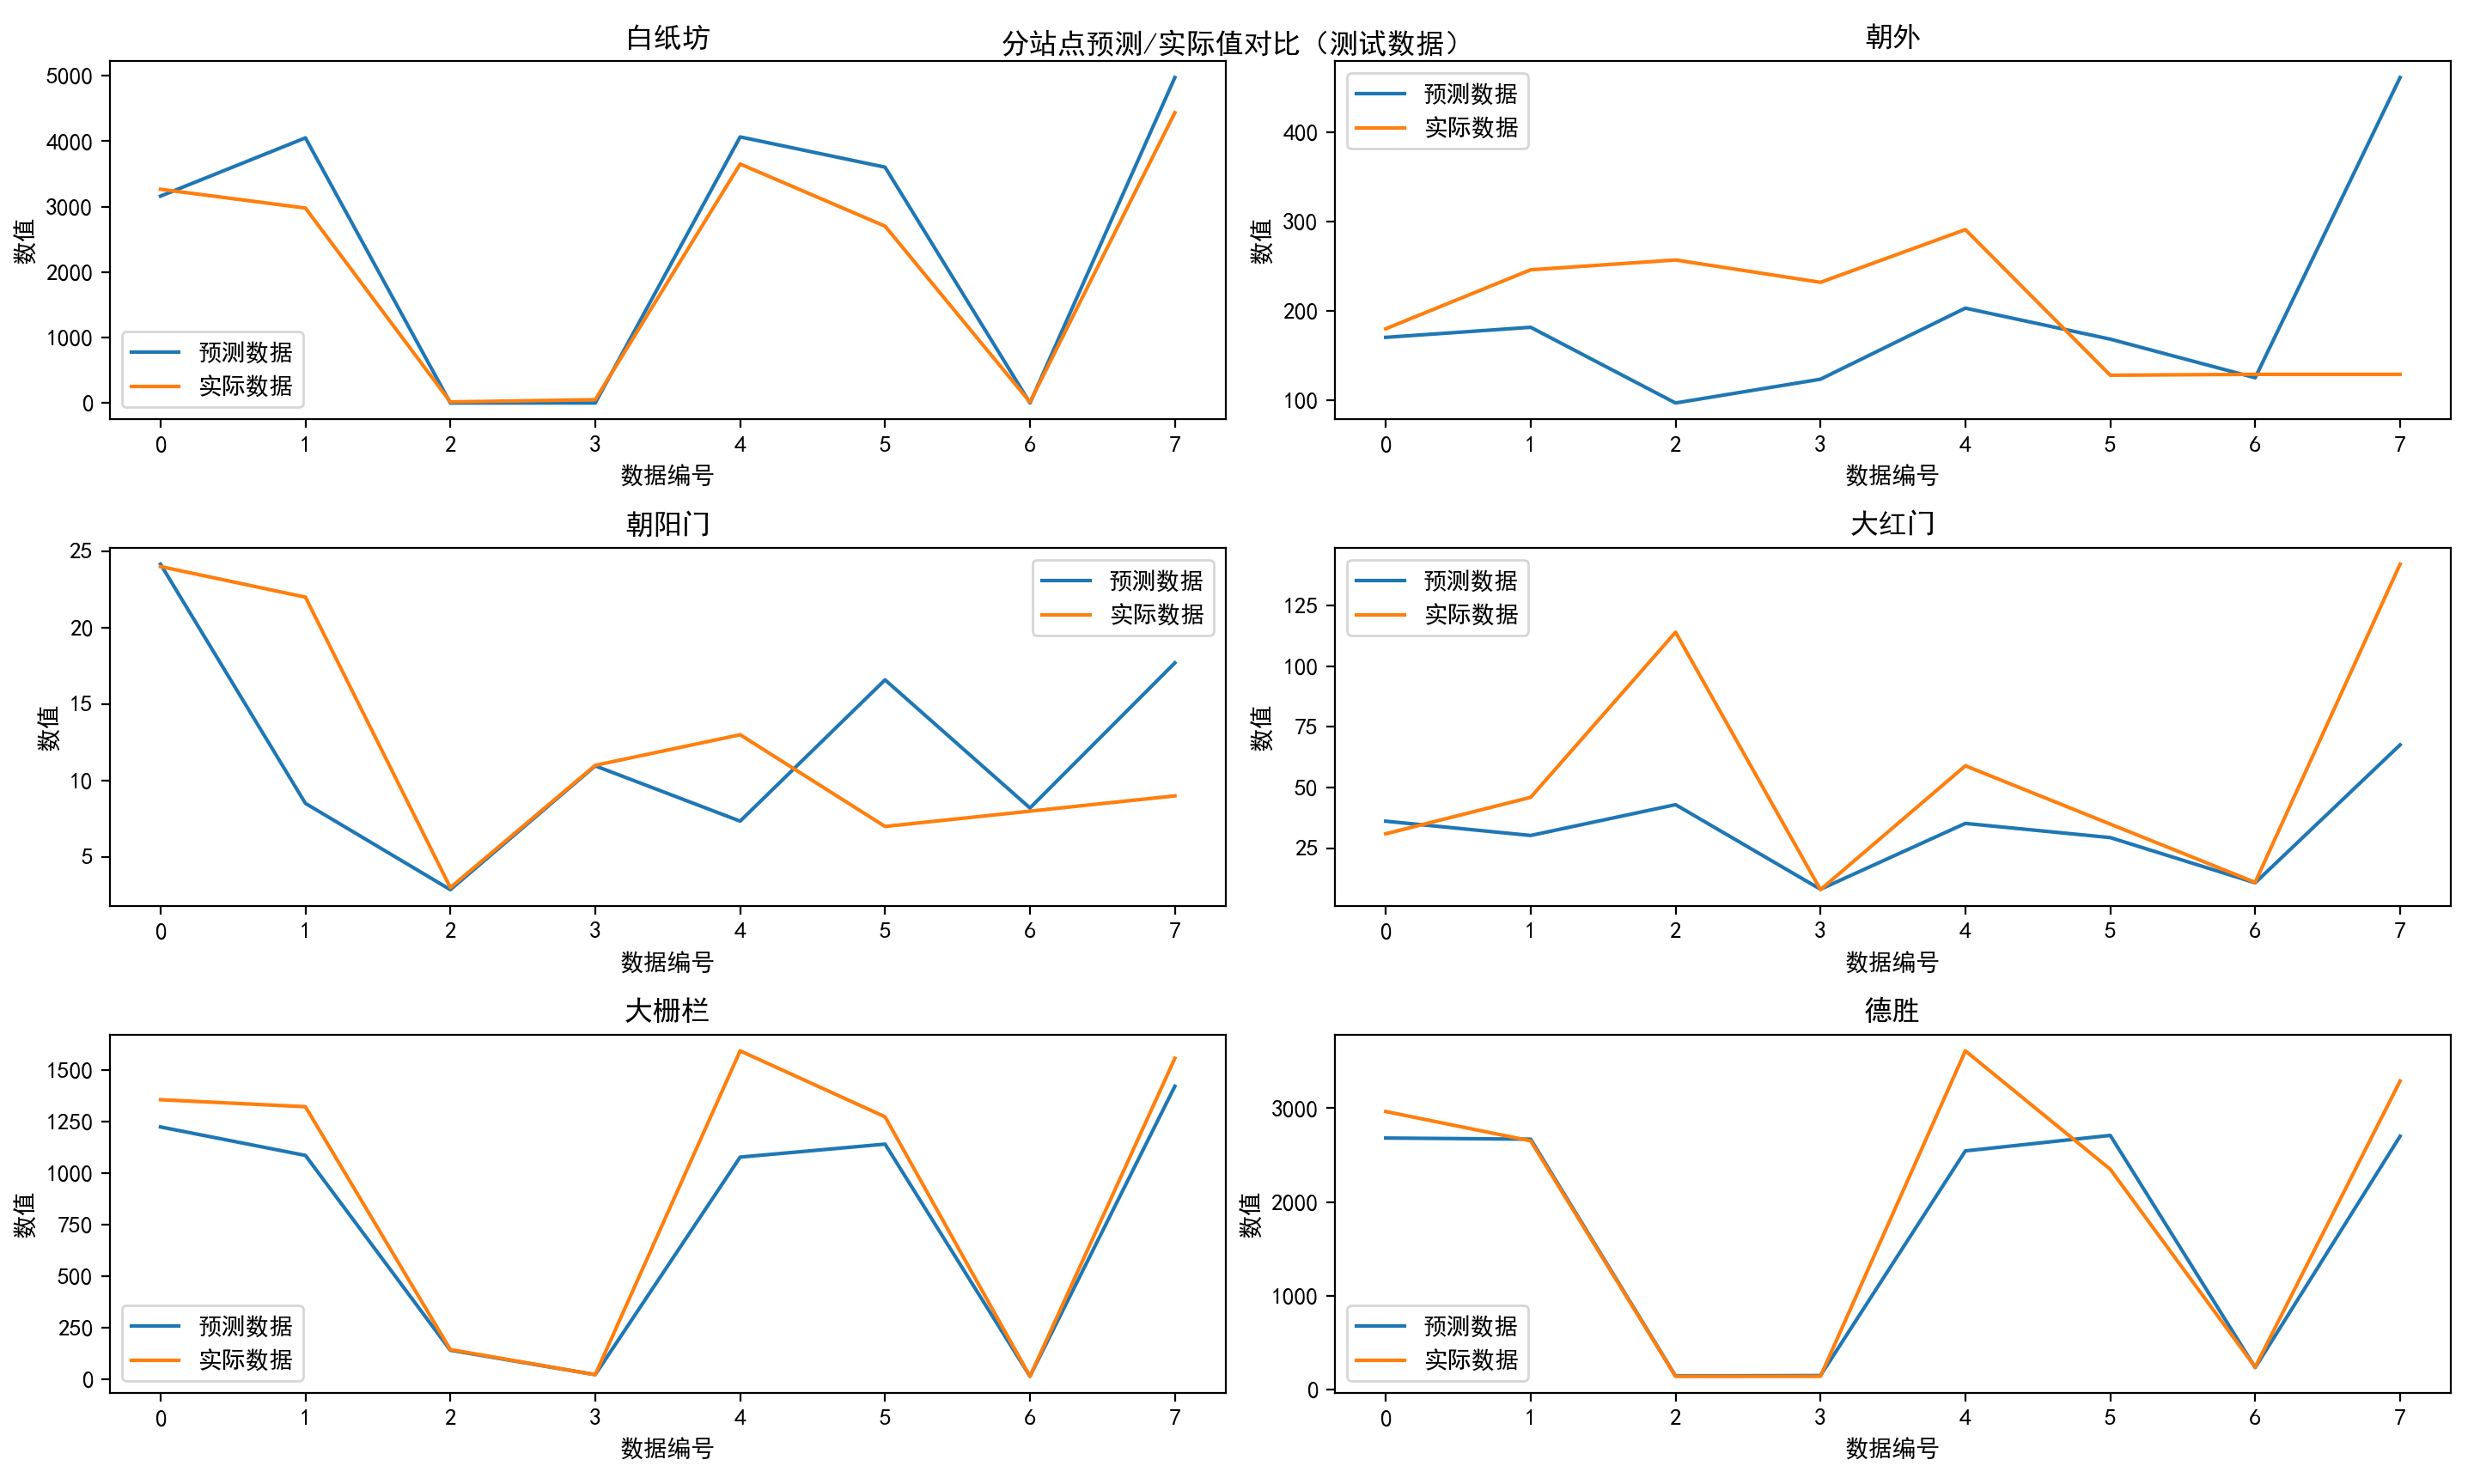 分站点预测/实际值对比（测试数据）
白纸坊
5000
4000
3000
2000
1000
0
数值
预测数据
实际数据
0 1 2 3 4 5 6 7
数据编号
朝外
400
300
200
100
数值
预测数据
实际数据
0 1 2 3 4 5 6 7
数据编号
朝阳门
25
20
15
10
5
数值
预测数据
实际数据
0 1 2 3 4 5 6 7
数据编号
大红门
125
100
75
50
25
数值
预测数据
实际数据
0 1 2 3 4 5 6 7
数据编号
大栅栏
1500
1250
1000
750
500
250
0
数值
预测数据
实际数据
0 1 2 3 4 5 6 7
数据编号
德胜
3000
2000
1000
0
数值
预测数据
实际数据
0 1 2 3 4 5 6 7
数据编号